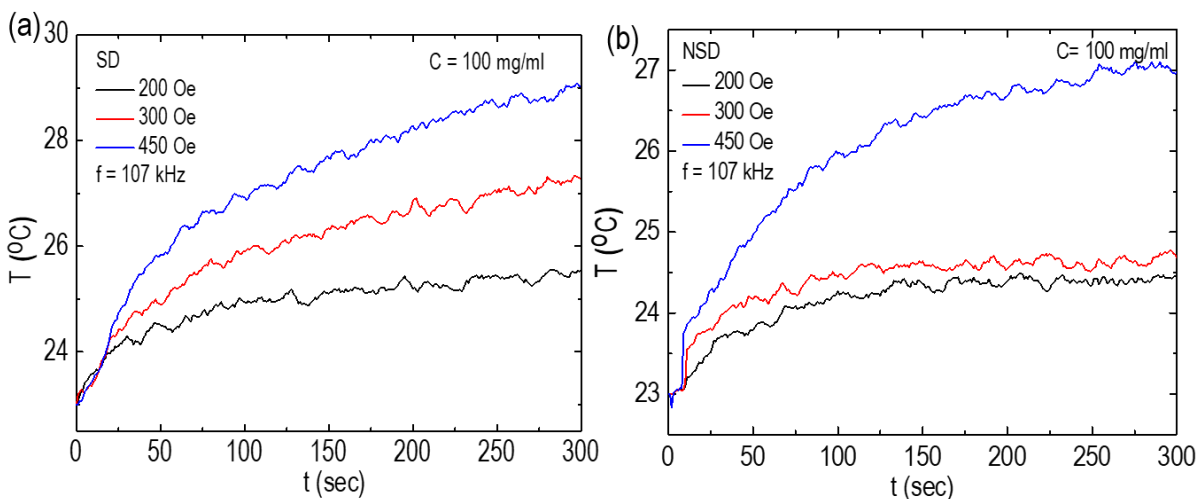 (a)
SD
C = 100 mg/ml
200 Oe
300 Oe
450 Oe
f = 107 kHz
T (⁰C)
30
28
26
24
0
50
100
150
200
250
300
t (sec)
(b)
NSD
C= 100 mg/ml
200 Oe
300 Oe
450 Oe
f = 107 kHz
T (⁰C)
27
26
25
24
23
0
50
100
150
200
250
300
t (sec)